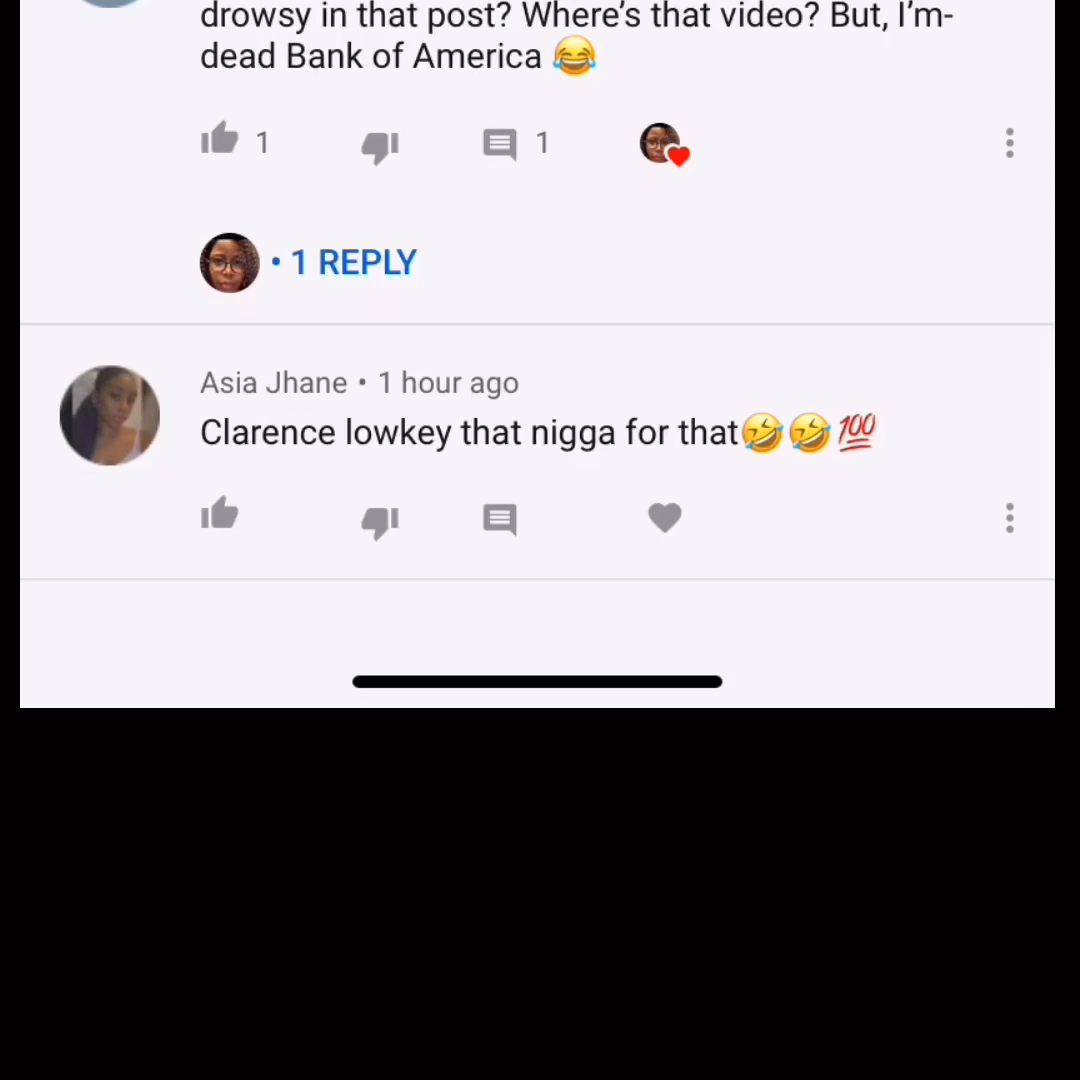 drowsy in that post? Where's that video? But, I'm-
dead Bank of America 😂
1 1
• 1 REPLY
Asia Jhane • 1 hour ago
Clarence lowkey that nigga for that🤣🤣💯